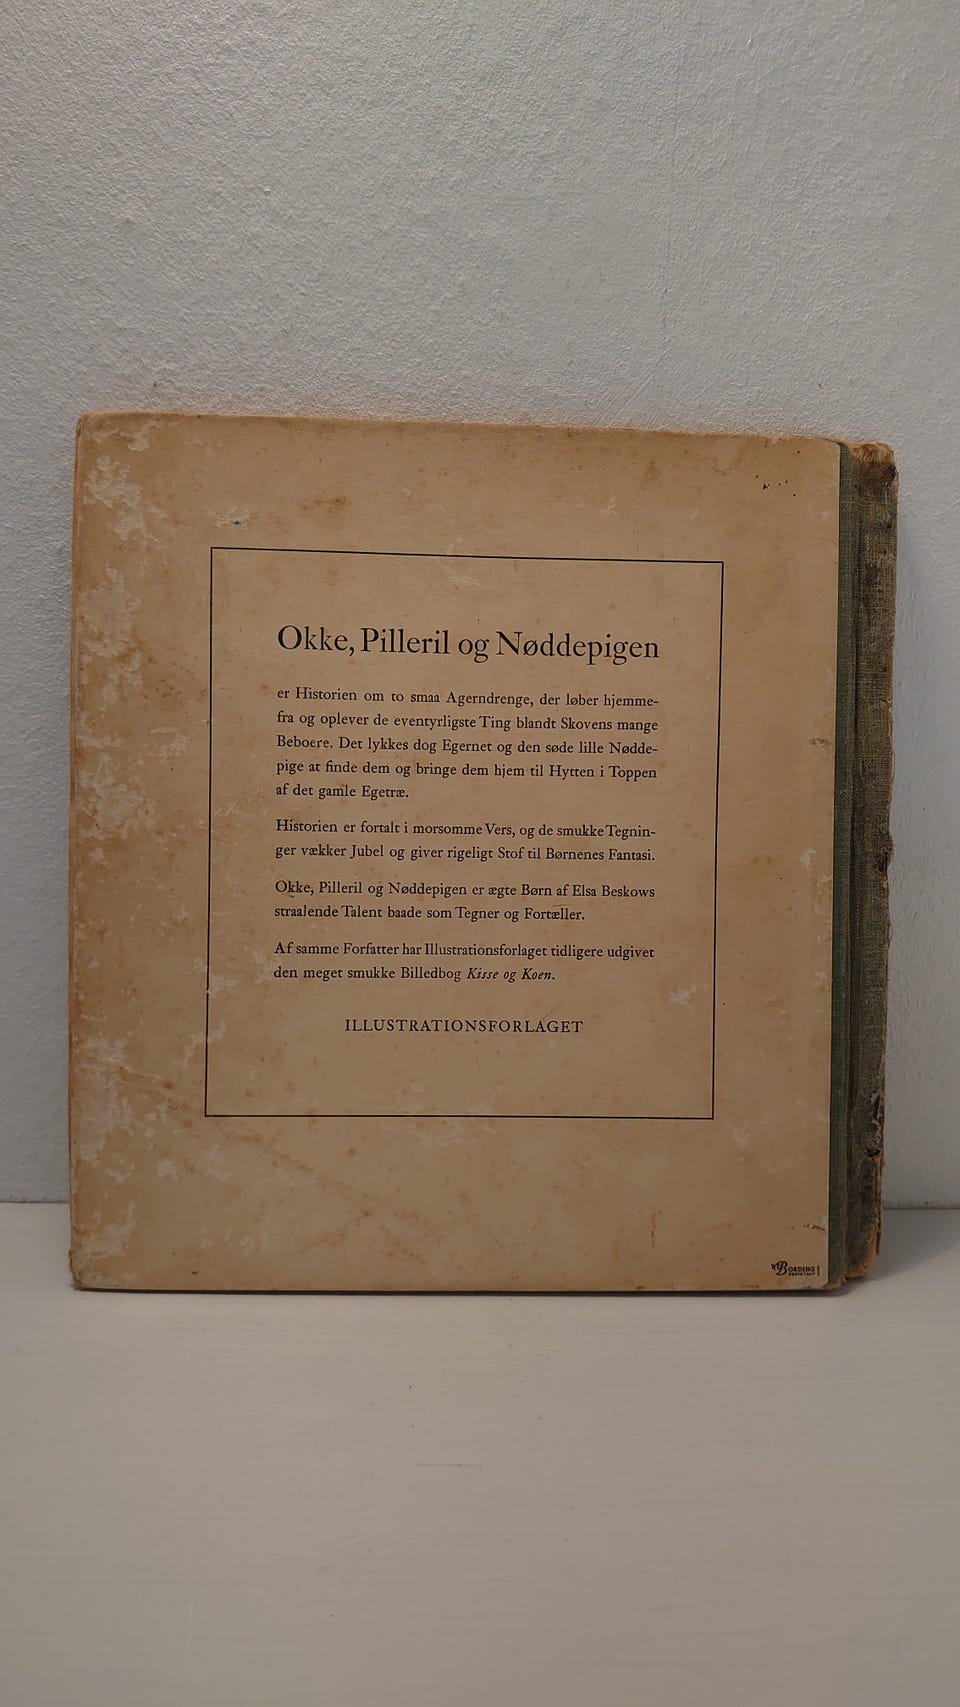 Okke, Pilleril og Nøddepigen
er Historien om to smaa Agerndrenge, der løber hjemme-
fra og oplever de eventyrligste Ting blandt Skovens mange
Beboere. Det lykkes dog Egernet og den søde lille Nødde-
pige at finde dem og bringe dem hjem til Hytten i Toppen
af det gamle Egetræ.
Historien er fortalt i morsomme Vers, og de smukke Tegnin-
ger vækker Jubel og giver rigeligt Stof til Børnenes Fantasi.
Okke, Pilleril og Nøddepigen er ægte Børn af Elsa Beskows
straalende Talent baade som Tegner og Fortæller.
Af samme Forfatter har Illustrationsforlaget tidligere udgivet
den meget smukke Billedbog Kisse og Koen.
ILLUSTRATIONSFORLAGET
BORDING